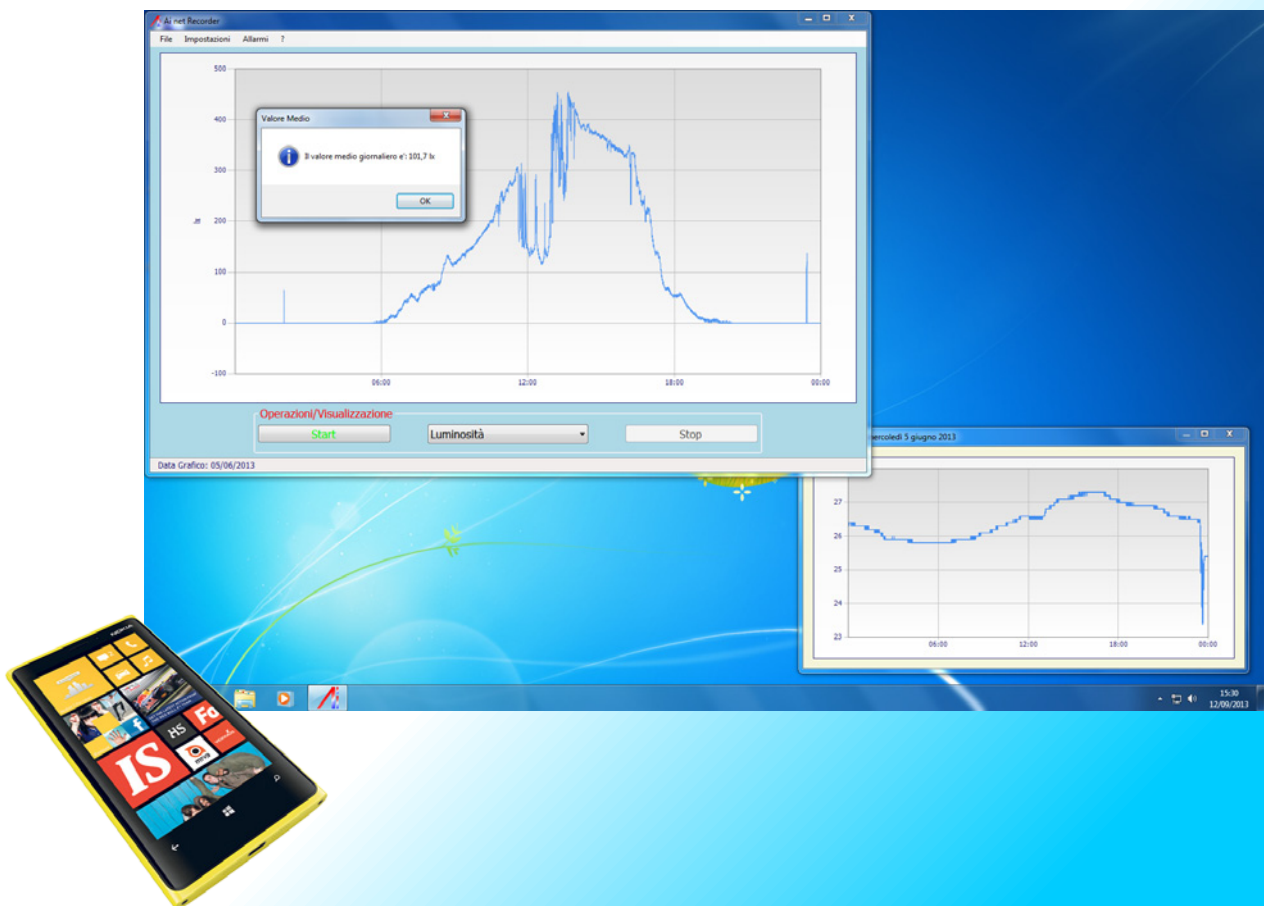 Ai net Recorder
File Impostazioni Allarmi ?
500
400
300
200
100
0
-100
lx
06:00 12:00 18:00 00:00
Valore Medio
Il valore medio giornaliero e': 101,7 lx
OK
Operazioni/Visualizzazione
Start Luminosità Stop
Data Grafico: 05/06/2013
mercoledì 5 giugno 2013
27
26
25
24
23
06:00 12:00 18:00 00:00
15:30
12/09/2013
NOKIA
HS
Fo
IS